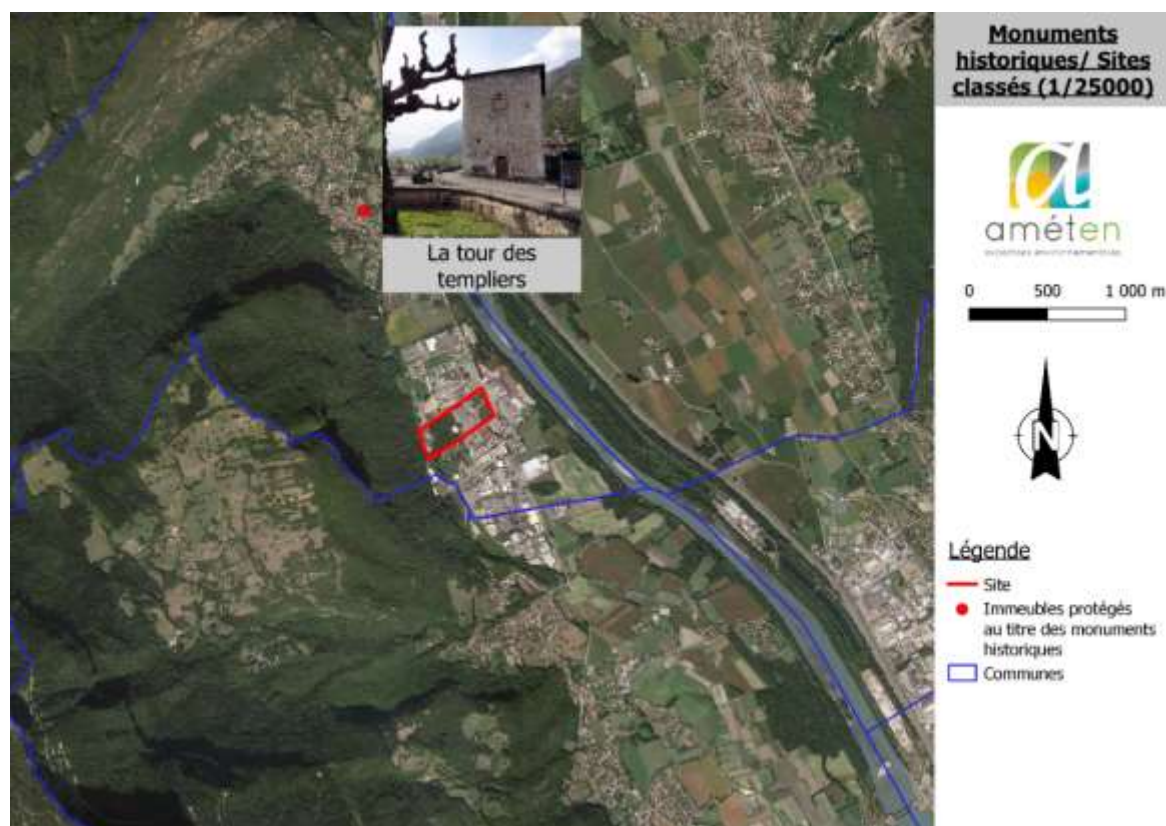 Monuments
historiques/ Sites
classés (1/25000)
La tour des
templiers
améten
0 500 1 000 m
N
Légende
Site
Immeubles protégés
au titre des monuments
historiques
Communes